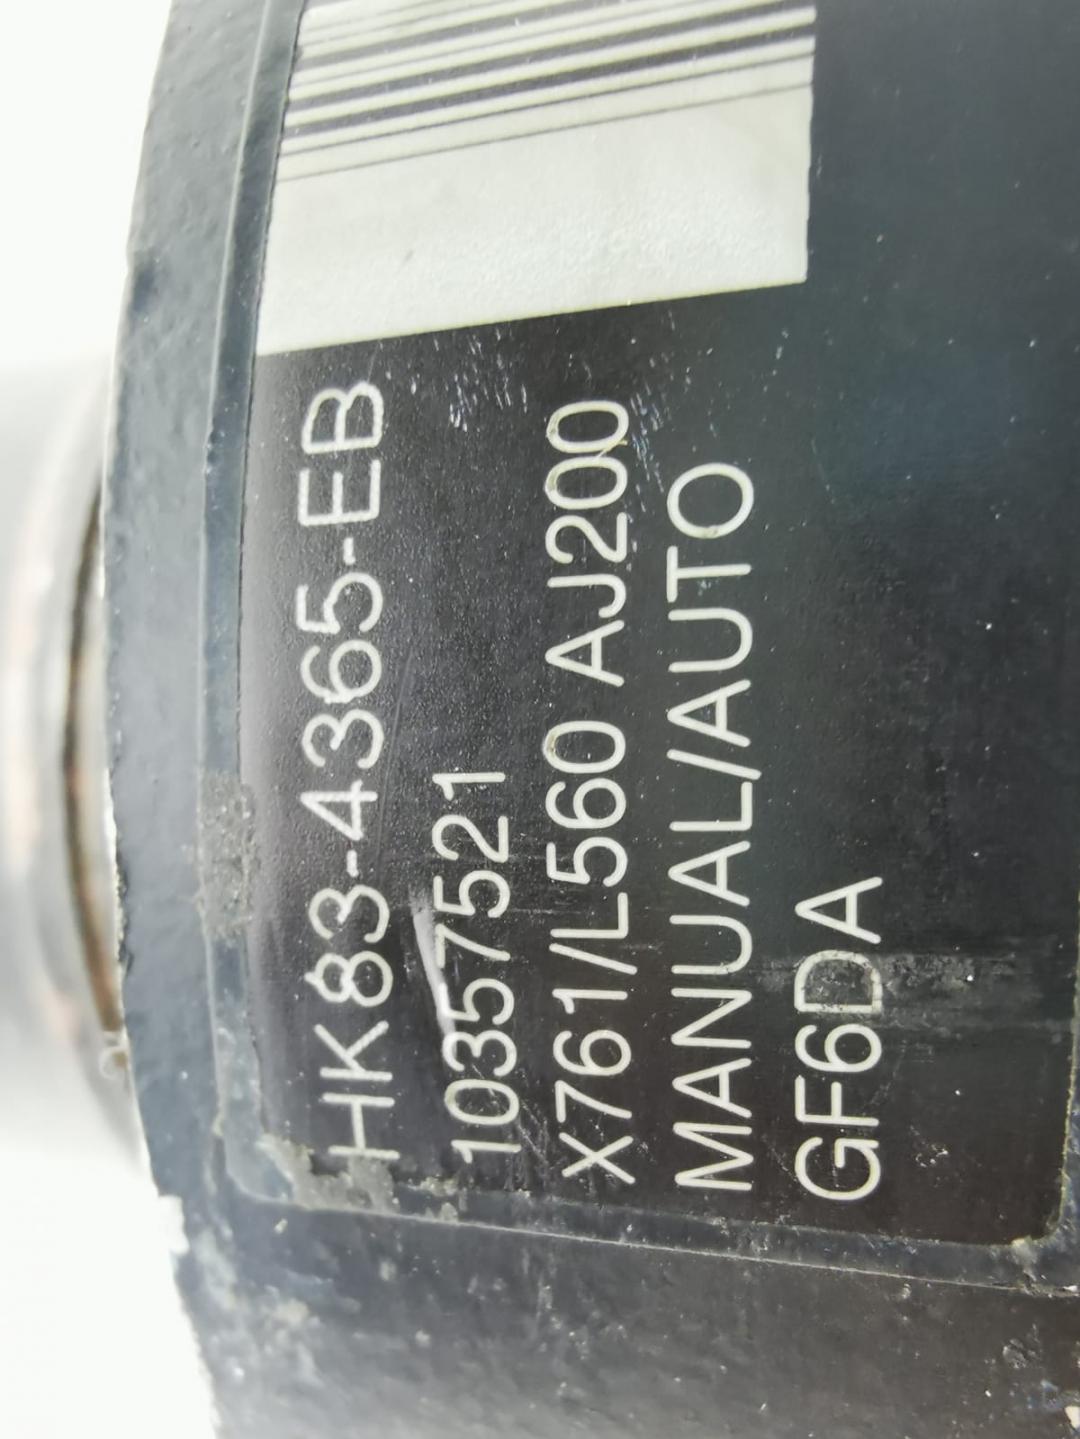 HK83-4365-EB
10357521
X761/L560 AJ200
MANUAL/AUTO
GF6DA